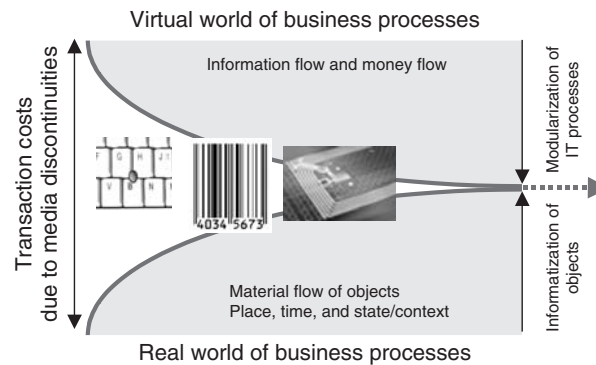 Virtual world of business processes
Information flow and money flow
Transaction costs
due to media discontinuities
Modularization of
IT processes
F G H J
V B N
4034 5673
Informatization of
objects
Material flow of objects
Place, time, and state/context
Real world of business processes